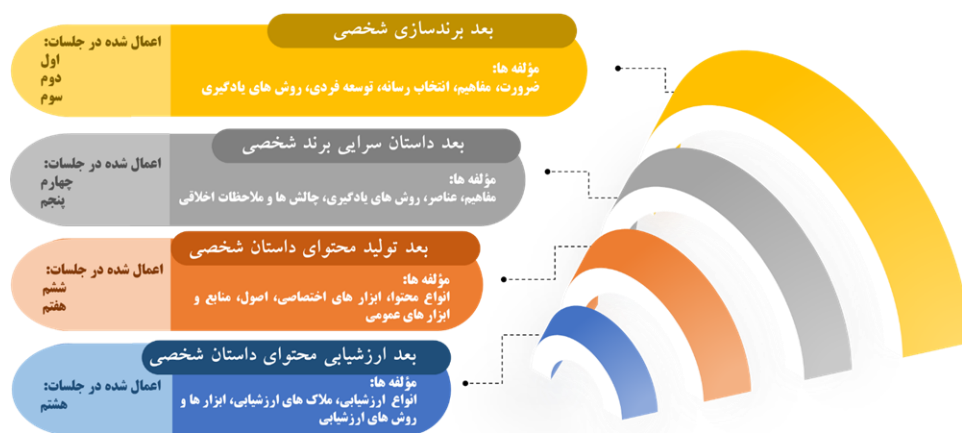 بعد برندسازی شخصی
مؤلفه ها:
ضرورت، مفاهیم، انتخاب رسانه، توسعه فردی، روش های یادگیری
اعمال شده در جلسات:
اول
دوم
سوم
بعد داستان سرایی برند شخصی
مؤلفه ها:
مفاهیم، عناصر، روش های یادگیری، چالش ها و ملاحظات اخلاقی
اعمال شده در جلسات:
چهارم
پنجم
بعد تولید محتوای داستان شخصی
مؤلفه ها:
انواع محتوا، ابزار های اختصاصی، اصول، منابع و
ابزار های عمومی
اعمال شده در جلسات:
ششم
هفتم
بعد ارزشیابی محتوای داستان شخصی
مؤلفه ها:
انواع ارزشیابی، ملاک های ارزشیابی، ابزار ها و
روش های ارزشیابی
اعمال شده در جلسات:
هشتم